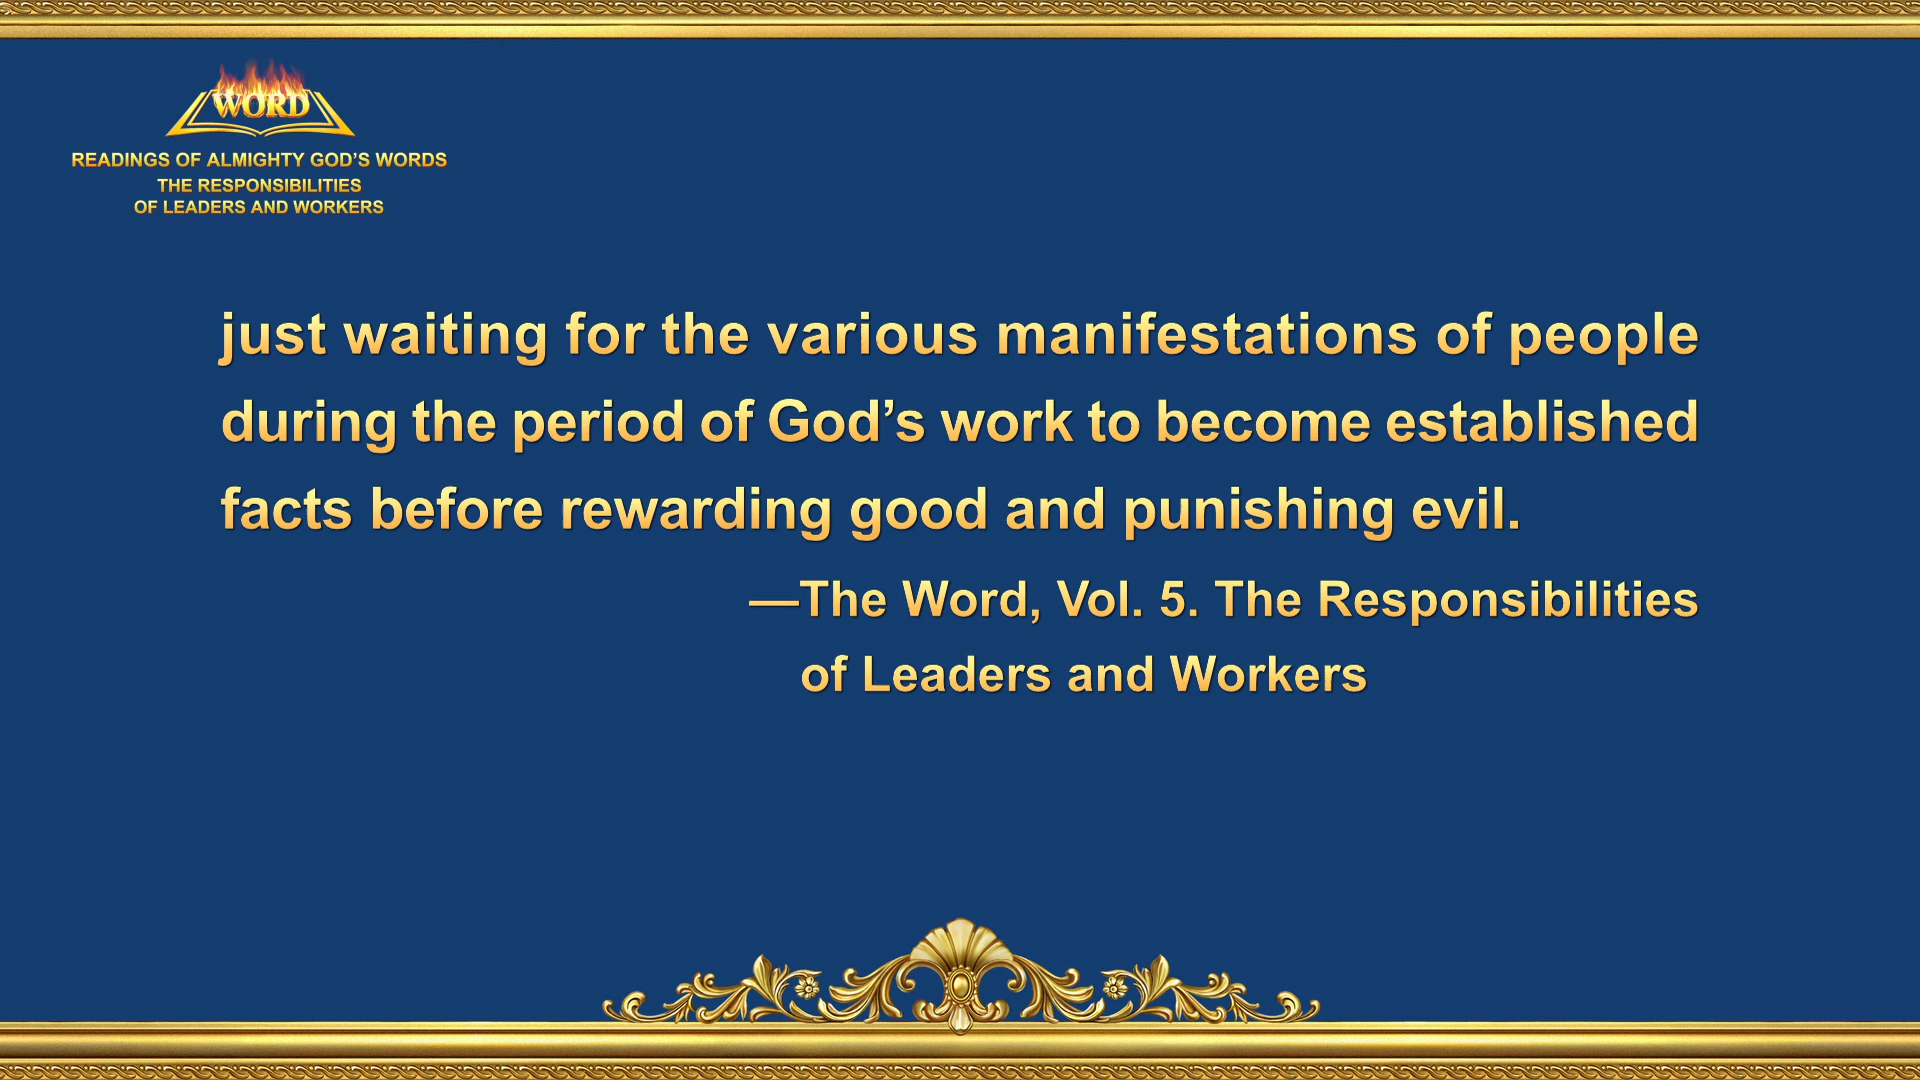 WORD
READINGS OF ALMIGHTY GOD’S WORDS
THE RESPONSIBILITIES
OF LEADERS AND WORKERS
just waiting for the various manifestations of people
during the period of God’s work to become established
facts before rewarding good and punishing evil.
—The Word, Vol. 5. The Responsibilities
of Leaders and Workers